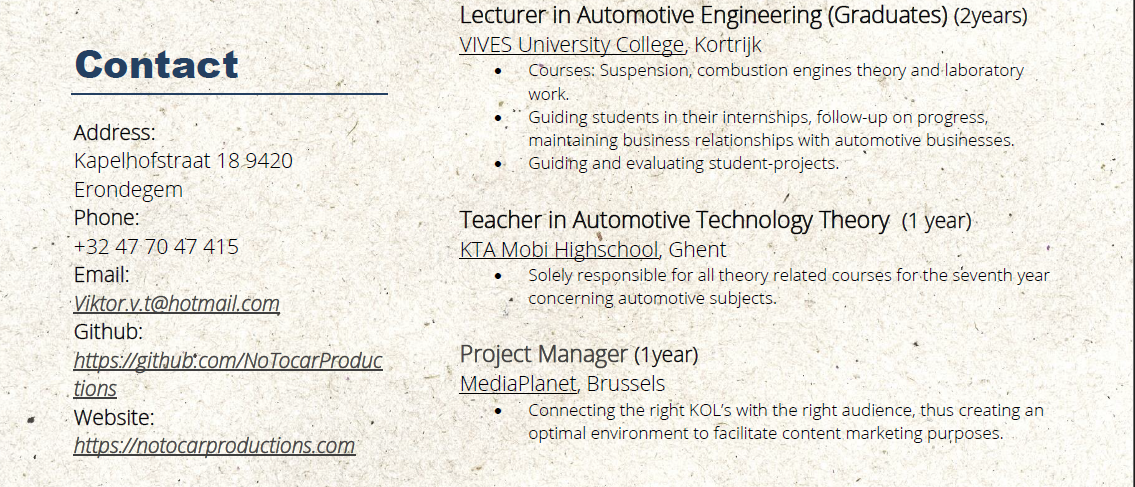 Contact
Address:
Kapelhofstraat 18 9420
Erondegem
Phone:
+32 47 70 47 415
Email:
Viktor.v.t@hotmail.com
Github:
https://github.com/NoTocarProduc
tions
Website:
https://notocarproductions.com
Lecturer in Automotive Engineering (Graduates) (2years)
VIVES University College, Kortrijk
• Courses: Suspension, combustion engines theory and laboratory
work.
• Guiding students in their internships, follow-up on progress,
maintaining business relationships with automotive businesses.
• Guiding and evaluating student-projects.
Teacher in Automotive Technology Theory (1 year)
KTA Mobi Highschool, Ghent
• Solely responsible for all theory related courses for the seventh year
concerning automotive subjects.
Project Manager (1year)
MediaPlanet, Brussels
• Connecting the right KOL’s with the right audience, thus creating an
optimal environment to facilitate content marketing purposes.